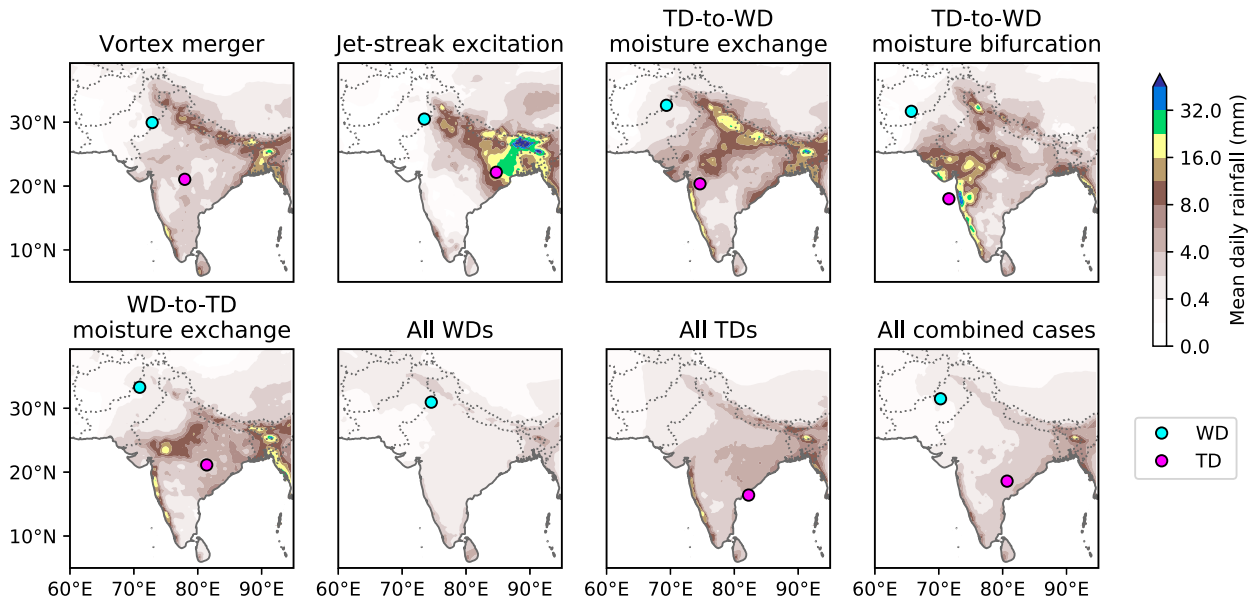 TD-to-WD
TD-to-WD
Vortex merger
Jet-streak excitation
moisture exchange
moisture bifurcation
30°N
20°N
10°N
32.0
16.0
8.0
4.0
0.4
0.0
Mean daily rainfall (mm)
WD-to-TD
moisture exchange
All WDs
All TDs
All combined cases
30°N
20°N
10°N
60°E
70°E
80°E
90°E
60°E
70°E
80°E
90°E
60°E
70°E
80°E
90°E
60°E
70°E
80°E
90°E
WD
TD